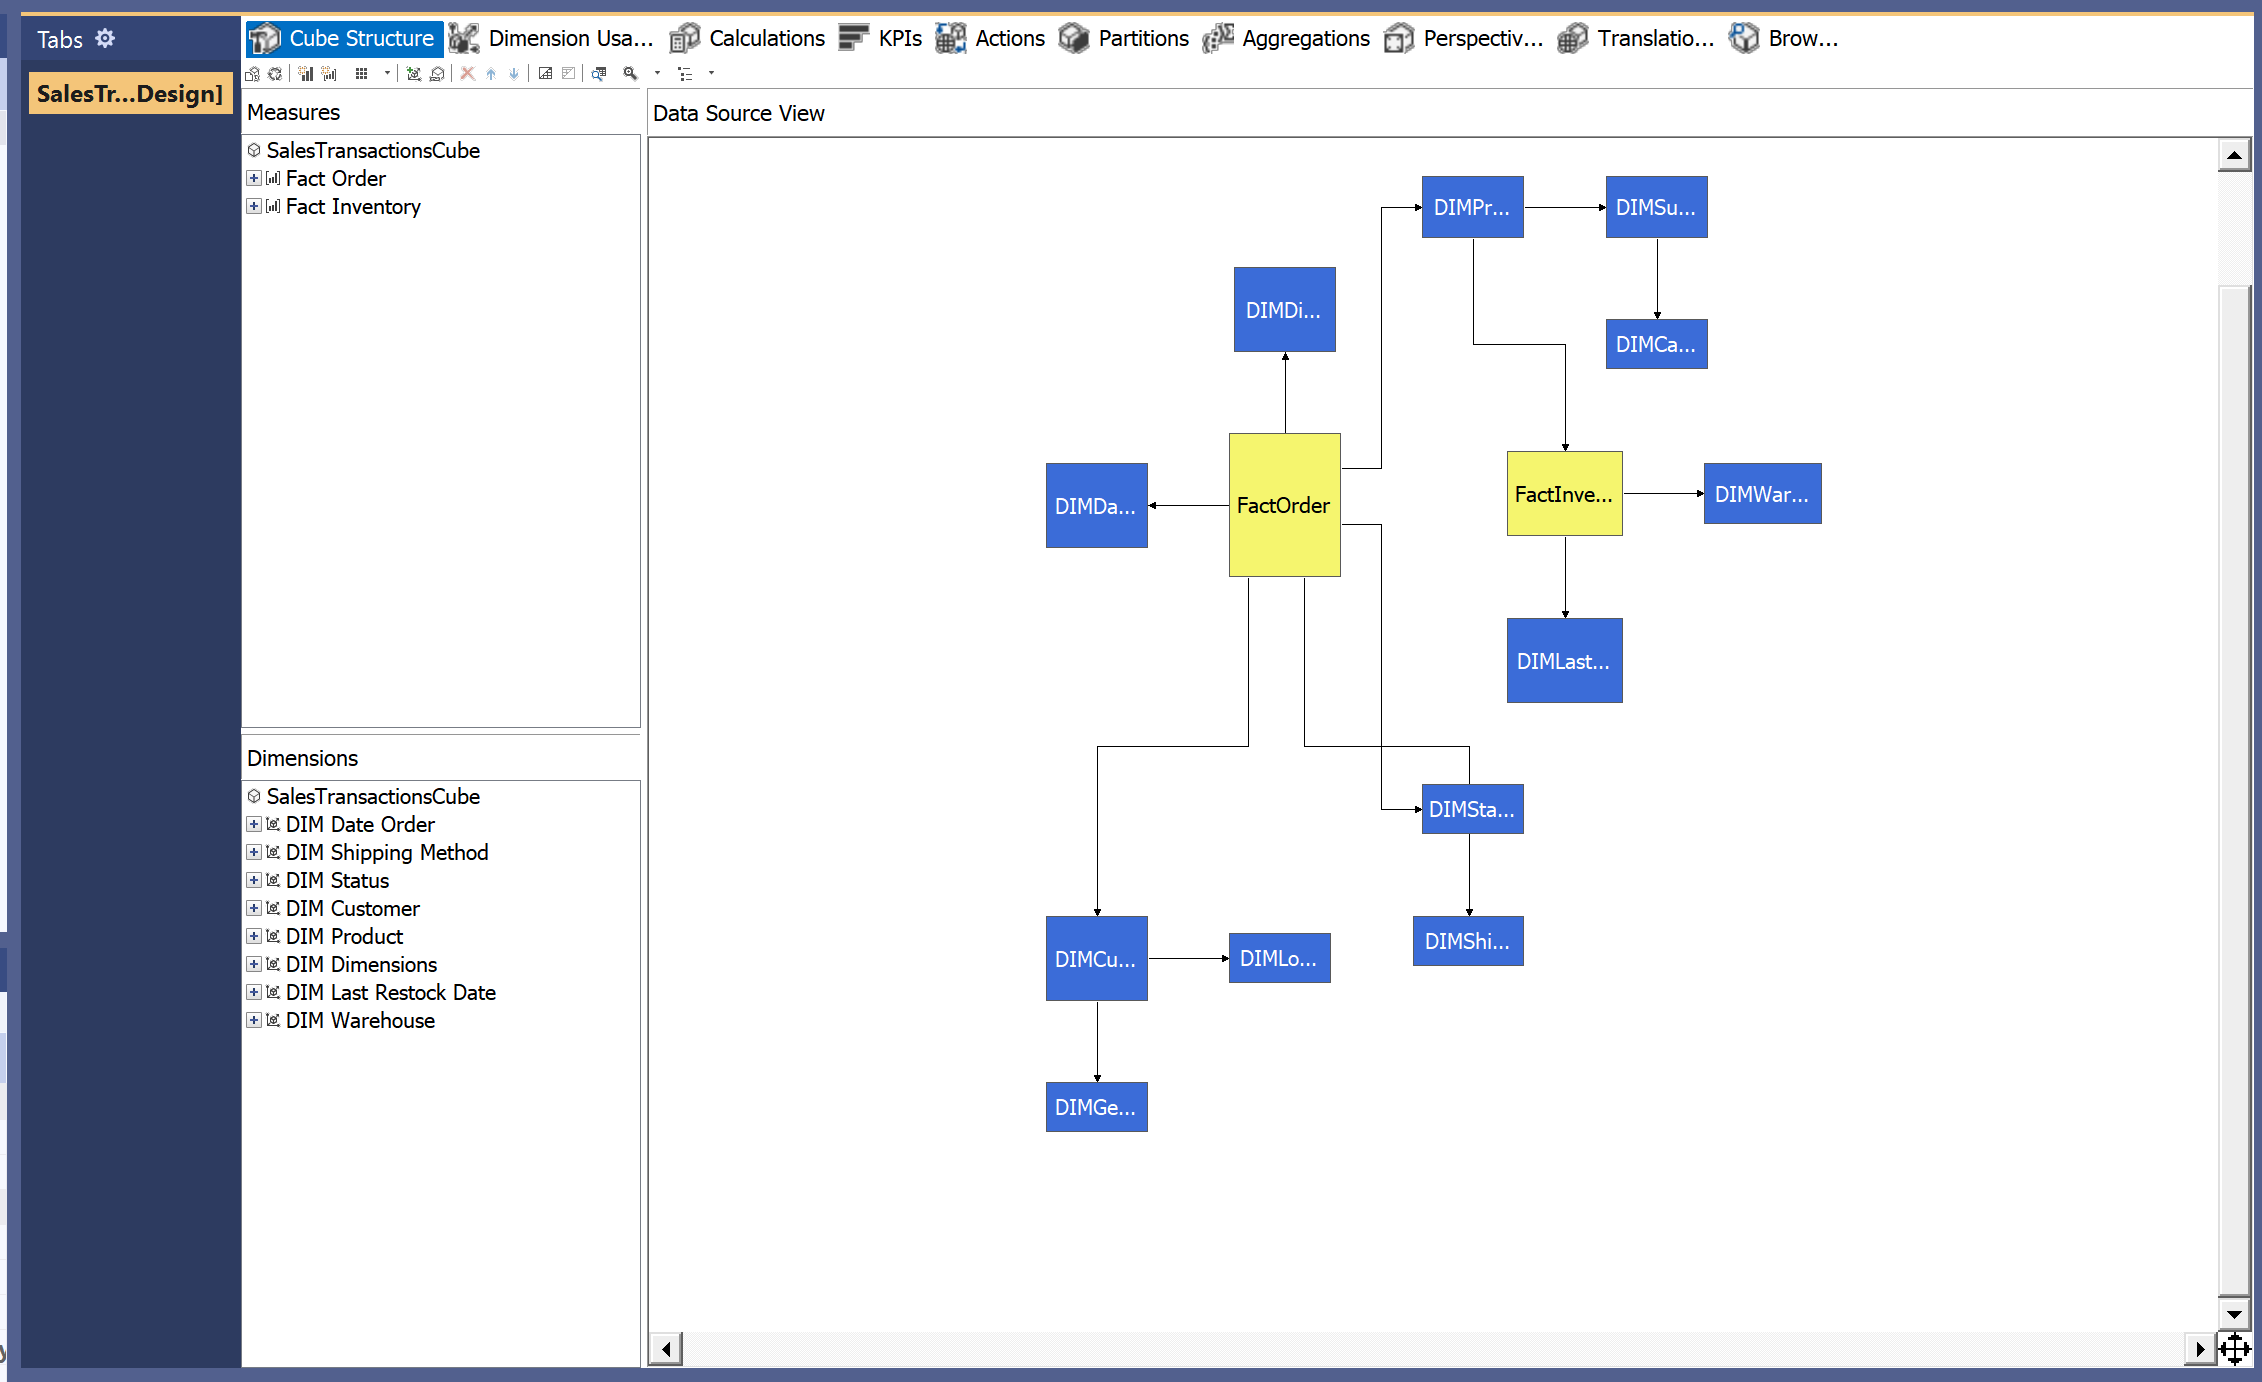 Tabs
SalesTr...Design]
Cube Structure
Dimension Usa...
Calculations
KPIs
Actions
Partitions
Aggregations
Perspectiv...
Translatio...
Brow...
Measures
SalesTransactionsCube
Fact Order
Fact Inventory
Dimensions
SalesTransactionsCube
DIM Date Order
DIM Shipping Method
DIM Status
DIM Customer
DIM Product
DIM Dimensions
DIM Last Restock Date
DIM Warehouse
Data Source View
DIMPr...
DIMSu...
DIMDi...
DIMCa...
DIMDa...
FactOrder
FactInve...
DIMWar...
DIMLast...
DIMSta...
DIMCu...
DIMLo...
DIMShi...
DIMGe...